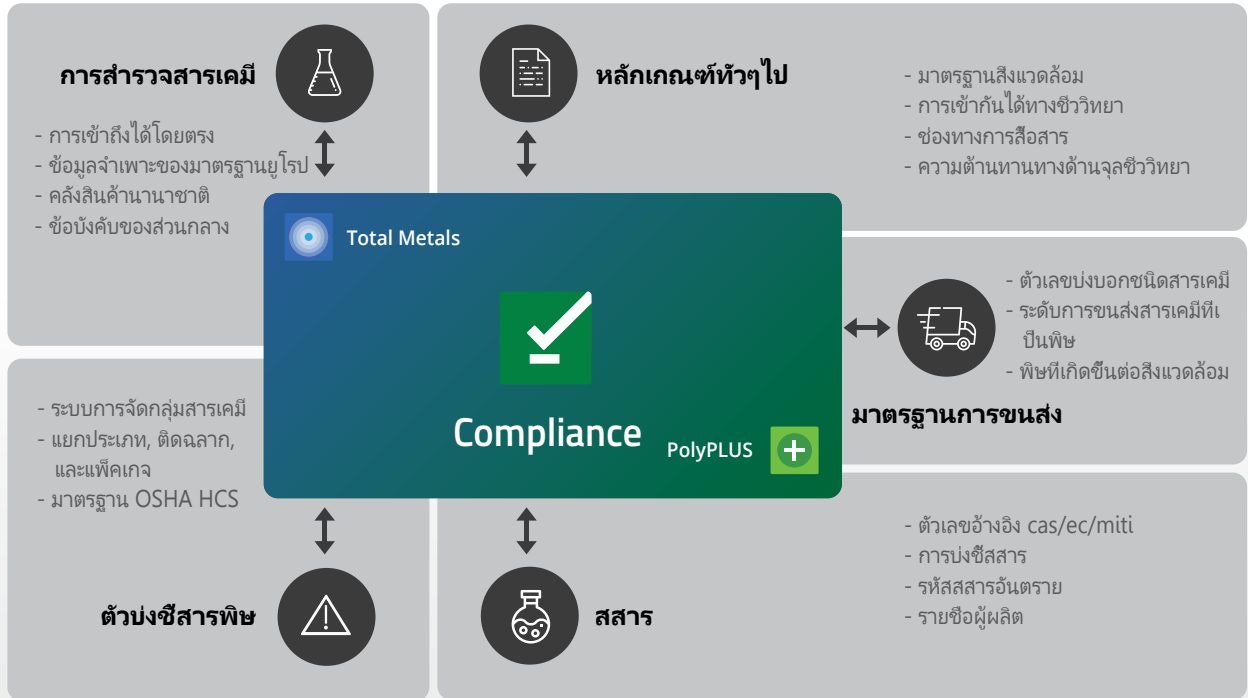 การสำรวจสารเคมี
- การเข้าถึงได้โดยตรง
- ข้อมูลจำเพาะของมาตรฐานยูโรป
- คลังสินค้านานาชาติ
- ข้อบังคับของส่วนกลาง
หลักเกณฑ์ทัวๆไป
- มาตรฐานสิงแวดล้อม
- การเข้ากันได้ทางชีววิทยา
- ช่องทางการสือสาร
- ความต้านทานทางด้านจุลชีววิทยา
Total Metals
Compliance
PolyPLUS
- ตัวเลขบ่งบอกชนิดสารเคมี
- ระดับการขนส่งสารเคมีทีเ
ป็นพิษ
- พิษทีเกิดขึนต่อสิงแวดล้อม
มาตรฐานการขนส่ง
- ระบบการจัดกลุ่มสารเคมี
- แยกประเภท, ติดฉลาก,
และแพ็คเกจ
- มาตรฐาน OSHA HCS
ตัวบ่งชีสารพิษ
สสาร
- ตัวเลขอ้างอิง cas/ec/miti
- การบ่งชีสสาร
- รหัสสสารอันตราย
- รายชือผู้ผลิต